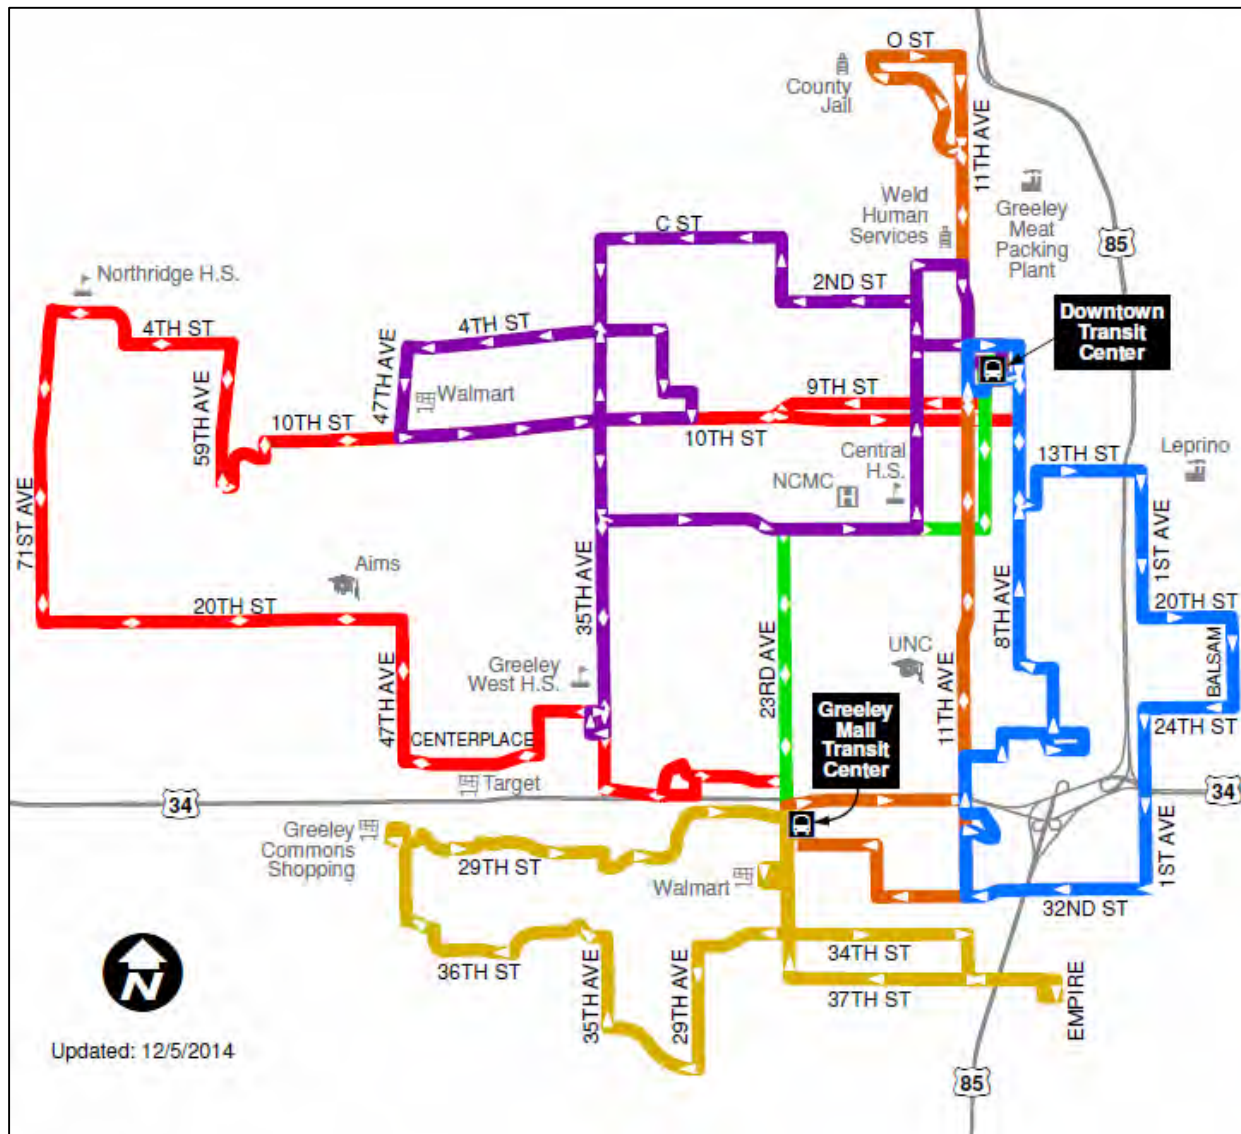 O ST
County
Jail
11TH AVE
Weld
Human
Services
Greeley
Meat
Packing
Plant
85
C ST
Northridge H.S.
2ND ST
4TH ST
4TH ST
Downtown
Transit
Center
47TH AVE
Walmart
9TH ST
59TH AVE
10TH ST
10TH ST
Central
H.S.
13TH ST
Leprino
NCMC
H
71ST AVE
1ST AVE
Aims
20TH ST
35TH AVE
20TH ST
8TH AVE
UNC
BALSAM
Greeley
West H.S.
23RD AVE
47TH AVE
11TH AVE
24TH ST
Greeley
Mall
Transit
Center
CENTERPLACE
Target
34
34
Greeley
Commons
Shopping
29TH ST
Walmart
1ST AVE
32ND ST
36TH ST
35TH AVE
29TH AVE
34TH ST
37TH ST
EMPIRE
N
Updated: 12/5/2014
85